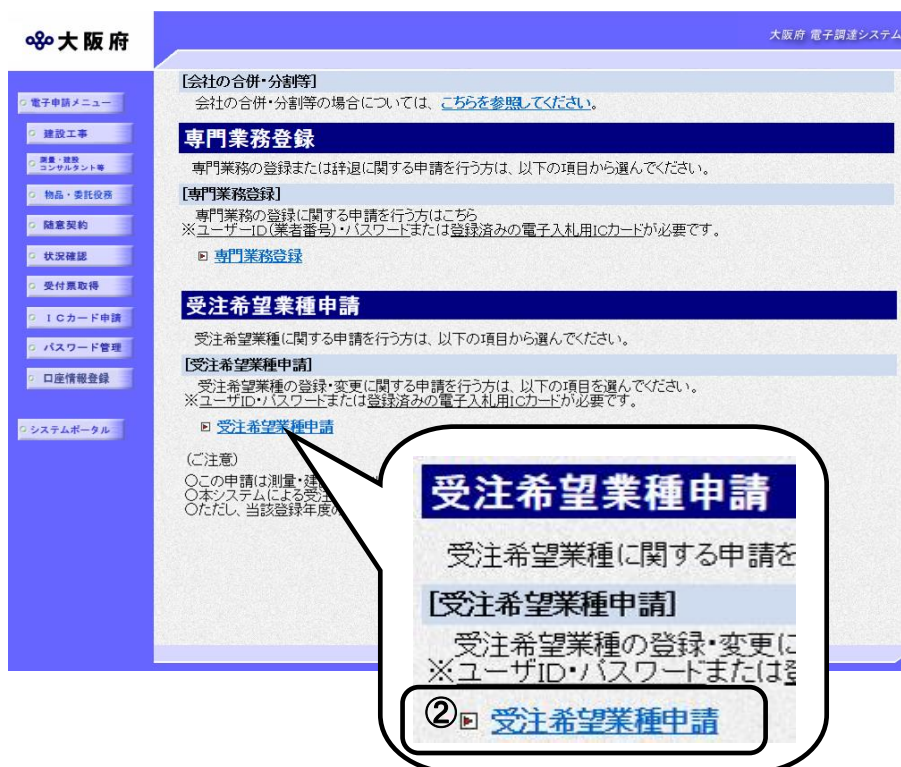 大阪府
大阪府 電子調達システム
電子申請メニュー
建設工事
測量・建設
コンサルタント等
物品・委託役務
随意契約
状況確認
受付票取得
ICカード申請
パスワード管理
口座情報登録
システムポータル
[会社の合併・分割等]
会社の合併・分割等の場合については、こちらを参照してください。
専門業務登録
専門業務の登録または辞退に関する申請を行う方は、以下の項目から選んでください。
[専門業務登録]
専門業務の登録に関する申請を行う方はこちら
※ユーザーID(業者番号)・パスワードまたは登録済みの電子入札用ICカードが必要です。
専門業務登録
受注希望業種申請
受注希望業種に関する申請を行う方は、以下の項目から選んでください。
[受注希望業種申請]
受注希望業種の登録・変更に関する申請を行う方は、以下の項目を選んでください。
※ユーザID・パスワードまたは登録済みの電子入札用ICカードが必要です。
受注希望業種申請
(ご注意)
○この申請は測量・建
○本システムによる受注
○ただし、当該登録年度の
受注希望業種申請
受注希望業種に関する申請を
[受注希望業種申請]
受注希望業種の登録・変更に
※ユーザID・パスワードまたは登
② 受注希望業種申請